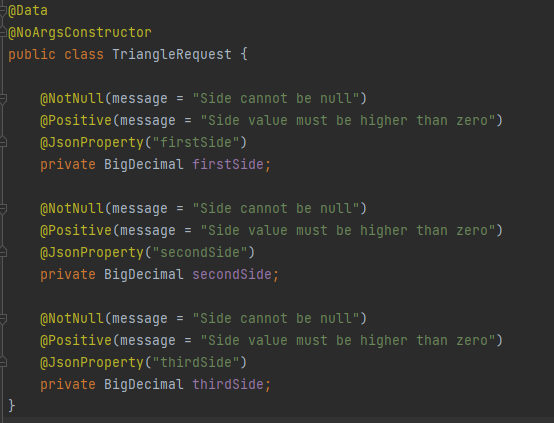 @Data
@NoArgsConstructor
public class TriangleRequest {
@NotNull(message = "Side cannot be null")
@Positive(message = "Side value must be higher than zero")
@JsonProperty("firstSide")
private BigDecimal firstSide;
@NotNull(message = "Side cannot be null")
@Positive(message = "Side value must be higher than zero")
@JsonProperty("secondSide")
private BigDecimal secondSide;
@NotNull(message = "Side cannot be null")
@Positive(message = "Side value must be higher than zero")
@JsonProperty("thirdSide")
private BigDecimal thirdSide;
}